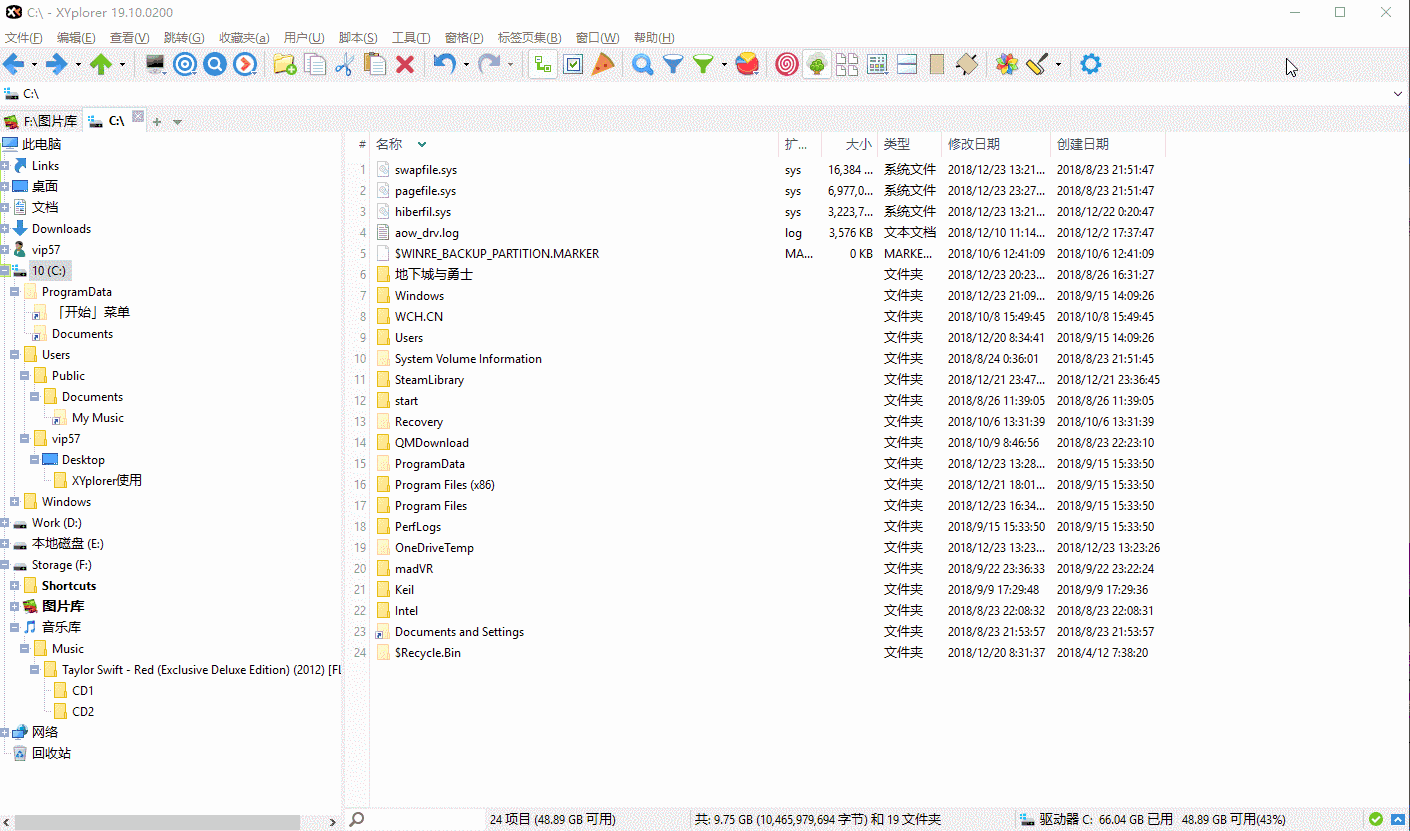 C:\ - XYplorer 19.10.0200
文件(F) 编辑(E) 查看(V) 跳转(G) 收藏夹(a) 用户(U) 脚本(S) 工具(T) 窗格(P) 标签页集(B) 窗口(W) 帮助(H)
C:\
F:\图片库 C:\
此电脑
Links
桌面
文档
Downloads
vip57
10 (C:)
ProgramData
「开始」菜单
Documents
Users
Public
Documents
My Music
vip57
Desktop
XYplorer使用
Windows
Work (D:)
本地磁盘 (E:)
Storage (F:)
Shortcuts
图片库
音乐库
Music
Taylor Swift - Red (Exclusive Deluxe Edition) (2012) [FL
CD1
CD2
网络
回收站
# 名称 扩... 大小 类型 修改日期 创建日期
1 swapfile.sys sys 16,384 ... 系统文件 2018/12/23 13:21... 2018/8/23 21:51:47
2 pagefile.sys sys 6,977,0... 系统文件 2018/12/23 23:27... 2018/8/23 21:51:47
3 hiberfil.sys sys 3,223,7... 系统文件 2018/12/23 13:21... 2018/12/22 0:20:47
4 aow_drv.log log 3,576 KB 文本文档 2018/12/10 11:14... 2018/12/2 17:37:47
5 $WINRE_BACKUP_PARTITION.MARKER MA... 0 KB MARKE... 2018/10/6 12:41:09 2018/10/6 12:41:09
6 地下城与勇士 文件夹 2018/12/23 20:23... 2018/8/26 16:31:27
7 Windows 文件夹 2018/12/23 21:09... 2018/9/15 14:09:26
8 WCH.CN 文件夹 2018/10/8 15:49:45 2018/10/8 15:49:45
9 Users 文件夹 2018/12/20 8:34:41 2018/9/15 14:09:26
10 System Volume Information 文件夹 2018/8/24 0:36:01 2018/8/23 21:51:45
11 SteamLibrary 文件夹 2018/12/21 23:47... 2018/12/21 23:36:45
12 start 文件夹 2018/8/26 11:39:05 2018/8/26 11:39:05
13 Recovery 文件夹 2018/10/6 13:31:39 2018/10/6 13:31:39
14 QMDownload 文件夹 2018/10/9 8:46:56 2018/8/23 22:23:10
15 ProgramData 文件夹 2018/12/23 13:28... 2018/9/15 15:33:50
16 Program Files (x86) 文件夹 2018/12/21 18:01... 2018/9/15 15:33:50
17 Program Files 文件夹 2018/12/23 16:34... 2018/9/15 15:33:50
18 PerfLogs 文件夹 2018/9/15 15:33:50 2018/9/15 15:33:50
19 OneDriveTemp 文件夹 2018/12/23 13:23... 2018/12/23 13:23:26
20 madVR 文件夹 2018/9/22 23:36:33 2018/9/22 23:22:24
21 Keil 文件夹 2018/9/9 17:29:48 2018/9/9 17:29:36
22 Intel 文件夹 2018/8/23 22:08:32 2018/8/23 22:08:31
23 Documents and Settings 文件夹 2018/8/23 21:53:57 2018/8/23 21:53:57
24 $Recycle.Bin 文件夹 2018/12/20 8:31:37 2018/4/12 7:38:20
24 项目 (48.89 GB 可用) 共: 9.75 GB (10,465,979,694 字节) 和 19 文件夹 驱动器 C: 66.04 GB 已用 48.89 GB 可用(43%)